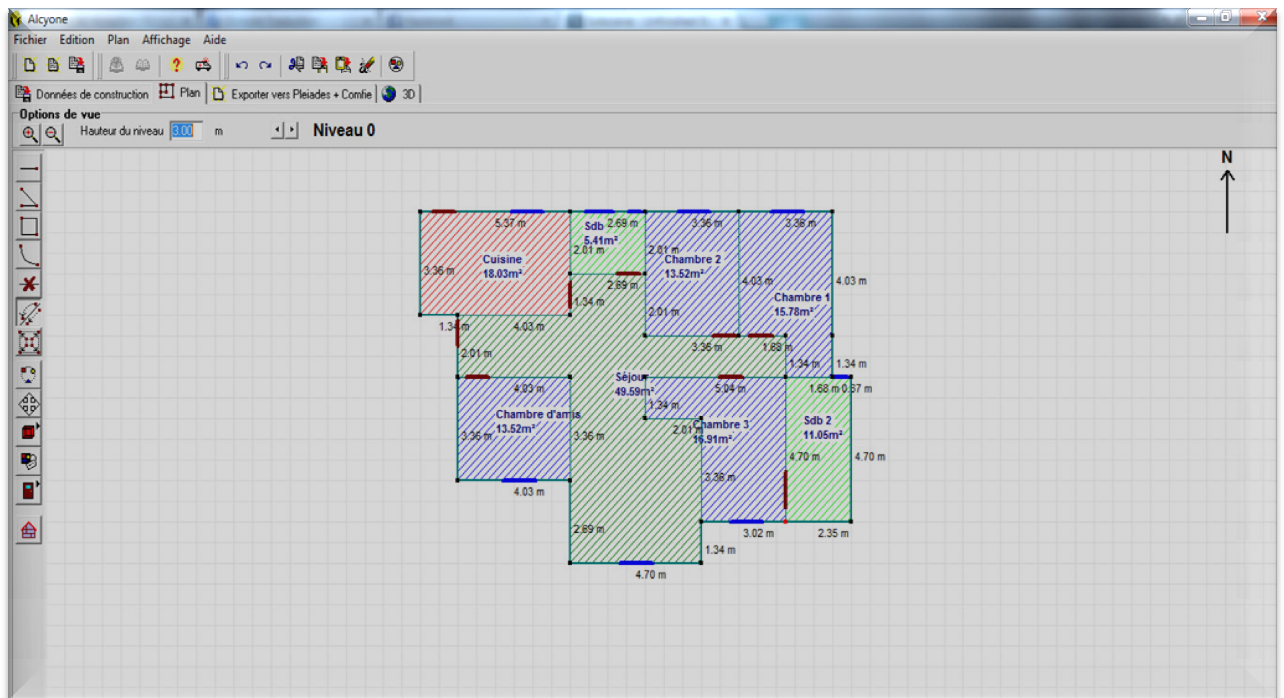 Alcyone
Fichier Edition Plan Affichage Aide
Données de construction Plan Exporter vers Pleiades + Comfie 3D
Options de vue
Hauteur du niveau 3.00 m Niveau 0
N
5.37 m
Sdb 2.69 m
5.41m²
3.36 m
3.36 m
2.01 m
2.01 m
Cuisine
18.03m²
Chambre 2
13.52m²
3.36 m
2.69 m
4.03 m
4.03 m
Chambre 1
15.78m²
1.34 m
2.01 m
1.34 m
4.03 m
3.36 m
1.68 m
2.01 m
1.34 m
1.34 m
Séjour
49.59m²
4.03 m
5.04 m
1.68 m
0.67 m
1.34 m
Chambre d'amis
13.52m²
3.36 m
3.36 m
2.01 m
Chambre 3
16.91m²
Sdb 2
11.05m²
4.70 m
4.70 m
3.36 m
4.03 m
2.69 m
3.02 m
2.35 m
1.34 m
4.70 m